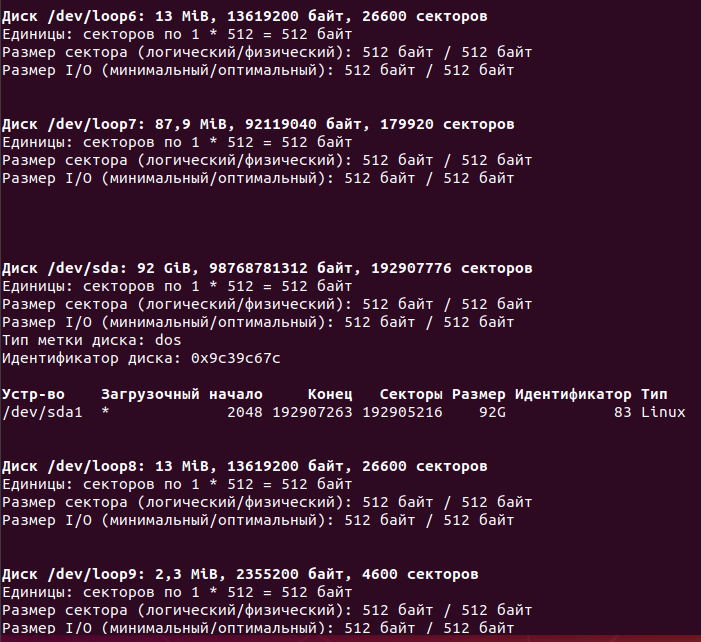 Диск /dev/loop6: 13 MiB, 13619200 байт, 26600 секторов
Единицы: секторов по 1 * 512 = 512 байт
Размер сектора (логический/физический): 512 байт / 512 байт
Размер I/O (минимальный/оптимальный): 512 байт / 512 байт
Диск /dev/loop7: 87,9 MiB, 92119040 байт, 179920 секторов
Единицы: секторов по 1 * 512 = 512 байт
Размер сектора (логический/физический): 512 байт / 512 байт
Размер I/O (минимальный/оптимальный): 512 байт / 512 байт
Диск /dev/sda: 92 GiB, 98768781312 байт, 192907776 секторов
Единицы: секторов по 1 * 512 = 512 байт
Размер сектора (логический/физический): 512 байт / 512 байт
Размер I/O (минимальный/оптимальный): 512 байт / 512 байт
Тип метки диска: dos
Идентификатор диска: 0x9c39c67c
Устр-во    Загрузочный начало     Конец   Секторы Размер Идентификатор Тип
/dev/sda1  *             2048 192907263 192905216    92G            83 Linux
Диск /dev/loop8: 13 MiB, 13619200 байт, 26600 секторов
Единицы: секторов по 1 * 512 = 512 байт
Размер сектора (логический/физический): 512 байт / 512 байт
Размер I/O (минимальный/оптимальный): 512 байт / 512 байт
Диск /dev/loop9: 2,3 MiB, 2355200 байт, 4600 секторов
Единицы: секторов по 1 * 512 = 512 байт
Размер сектора (логический/физический): 512 байт / 512 байт
Размер I/O (минимальный/оптимальный): 512 байт / 512 байт